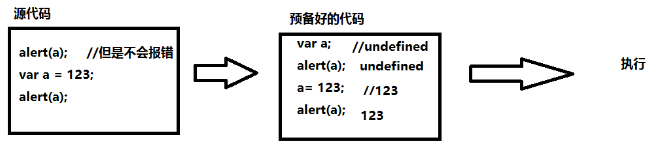 源代码
alert(a); //但是不会报错
var a = 123;
alert(a);
预备好的代码
var a; //undefined
alert(a); undefined
a= 123; //123
alert(a); 123
执行